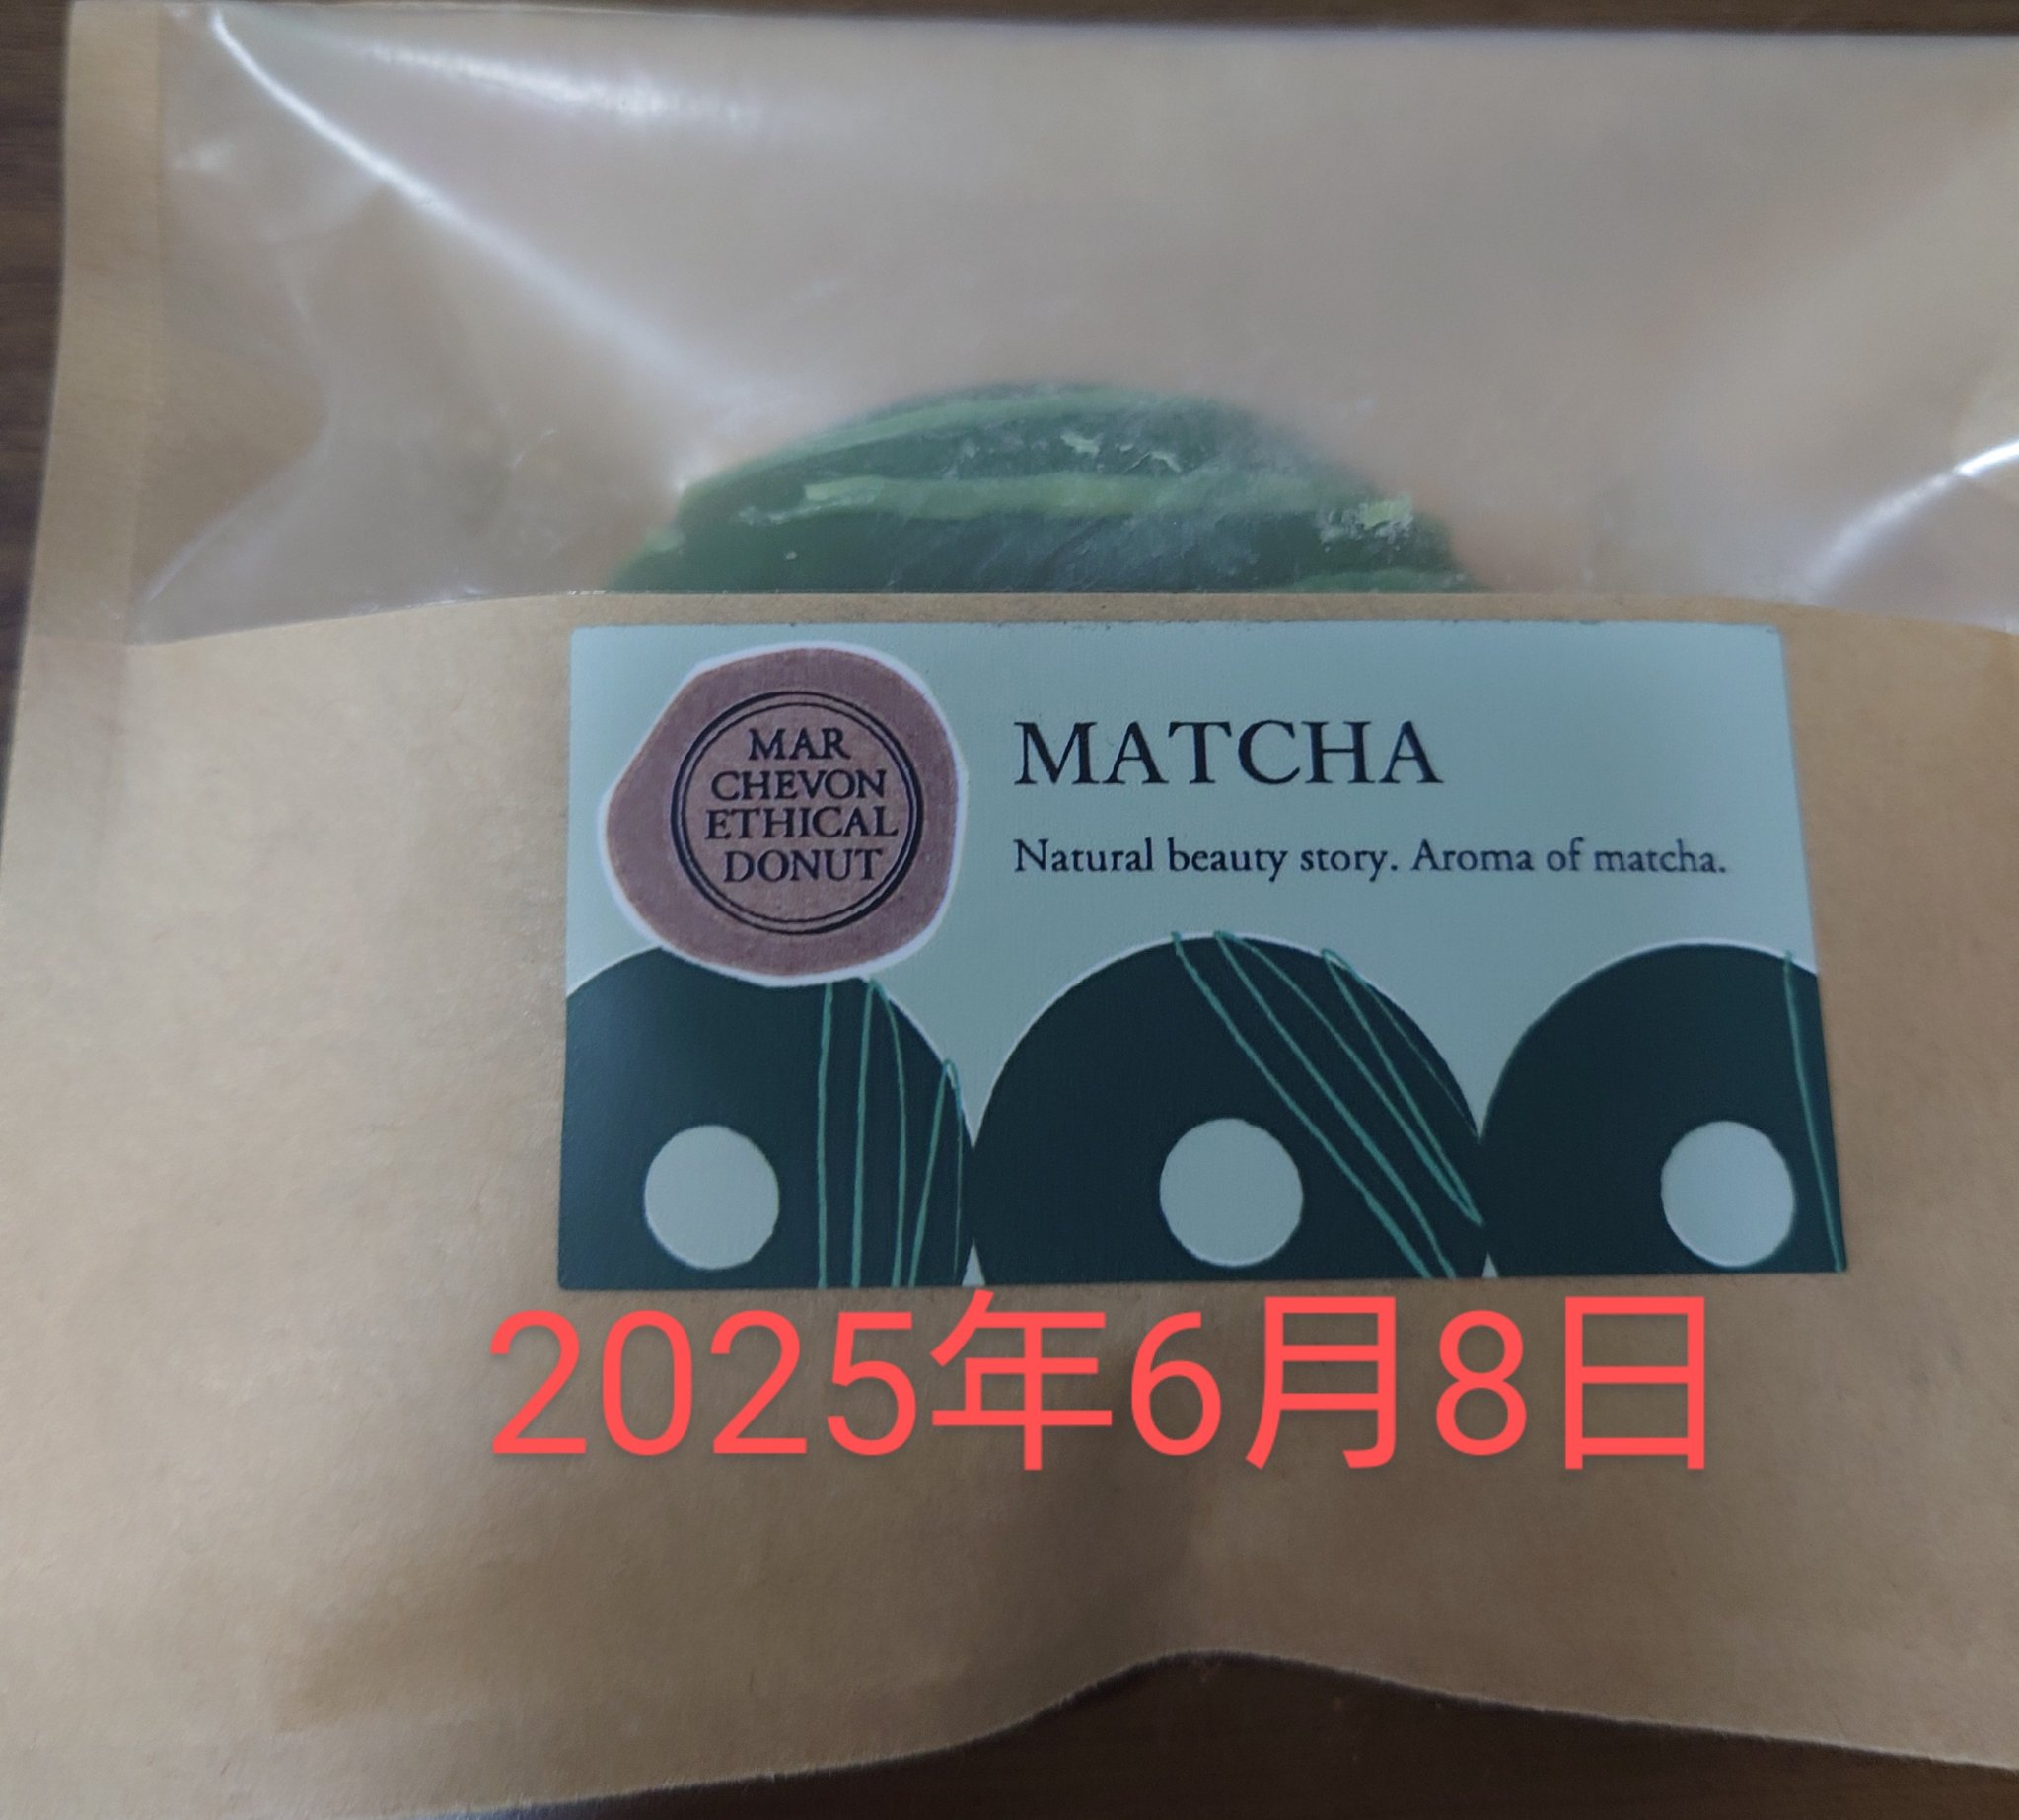 MAR
CHEVON
ETHICAL
DONUT
MATCHA
Natural beauty story. Aroma of matcha.
2025年6月8日